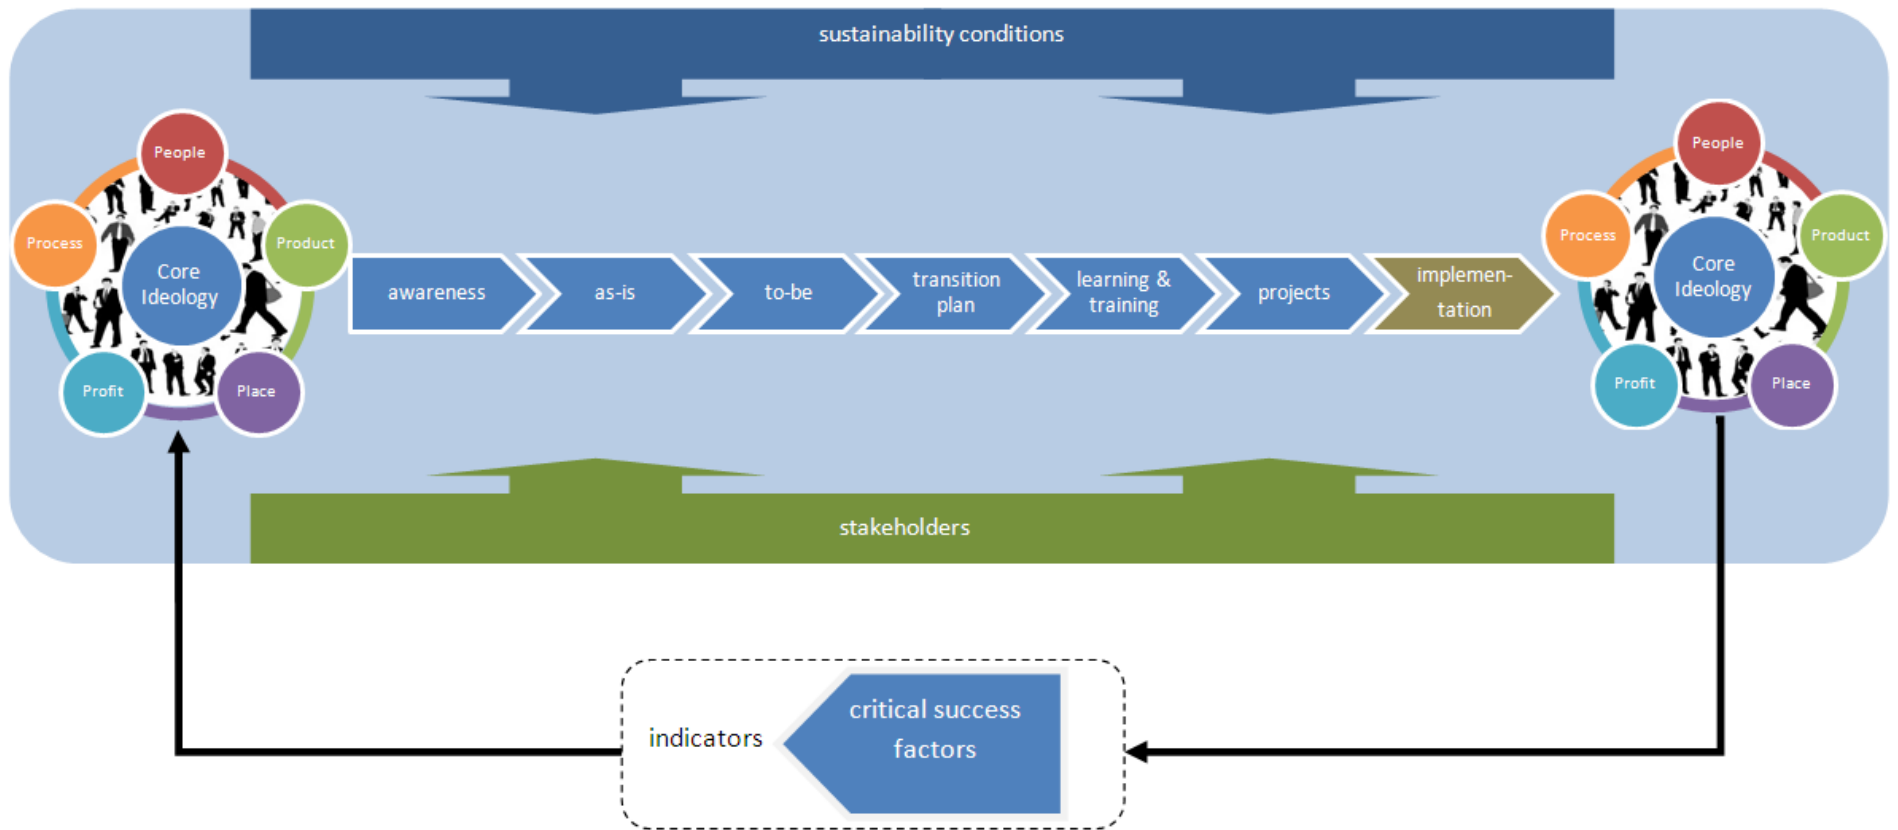 sustainability conditions
People
Process
Product
Core
Ideology
Profit
Place
awareness
as-is
to-be
transition
plan
learning &
training
projects
implemen-
tation
People
Process
Product
Core
Ideology
Profit
Place
stakeholders
indicators
critical success
factors